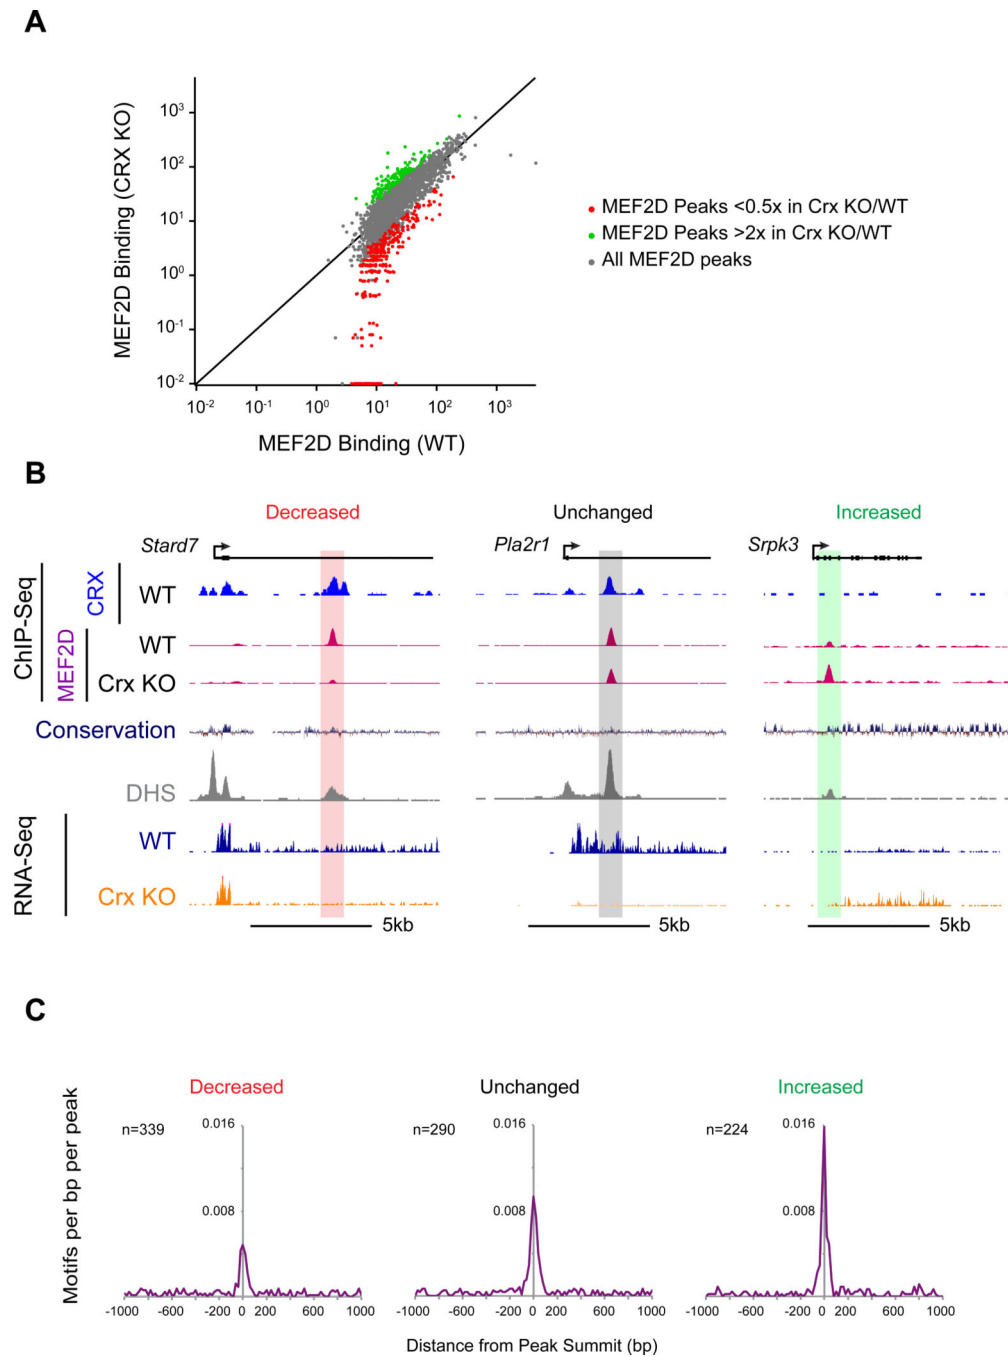 A
MEF2D Binding (CRX KO)
10³
10²
10¹
10⁰
10⁻¹
10⁻²
10⁻² 10⁻¹ 10⁰ 10¹ 10² 10³
MEF2D Binding (WT)
MEF2D Peaks <0.5x in Crx KO/WT
MEF2D Peaks >2x in Crx KO/WT
All MEF2D peaks
B
Decreased Unchanged Increased
Stard7 Pla2r1 Srpk3
ChIP-Seq
CRX
WT
MEF2D
WT
Crx KO
Conservation
DHS
RNA-Seq
WT
Crx KO
5kb 5kb 5kb
C
Motifs per bp per peak
Decreased Unchanged Increased
n=339 0.016 n=290 0.016 n=224 0.016
0.008 0.008 0.008
-1000 -600 -200 0 200 600 1000 -1000 -600 -200 0 200 600 1000 -1000 -600 -200 0 200 600 1000
Distance from Peak Summit (bp)